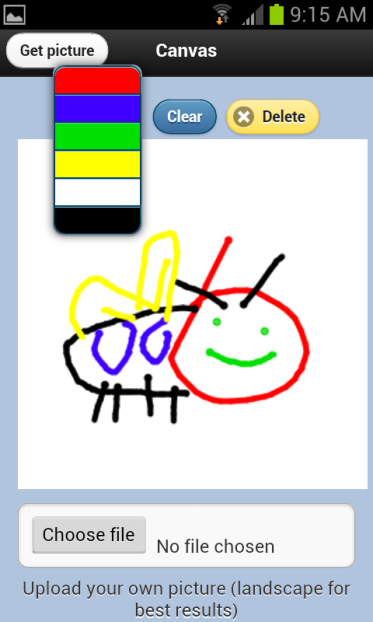 9:15 AM
Get picture
Canvas
Clear
Delete
Choose file
No file chosen
Upload your own picture (landscape for
best results)